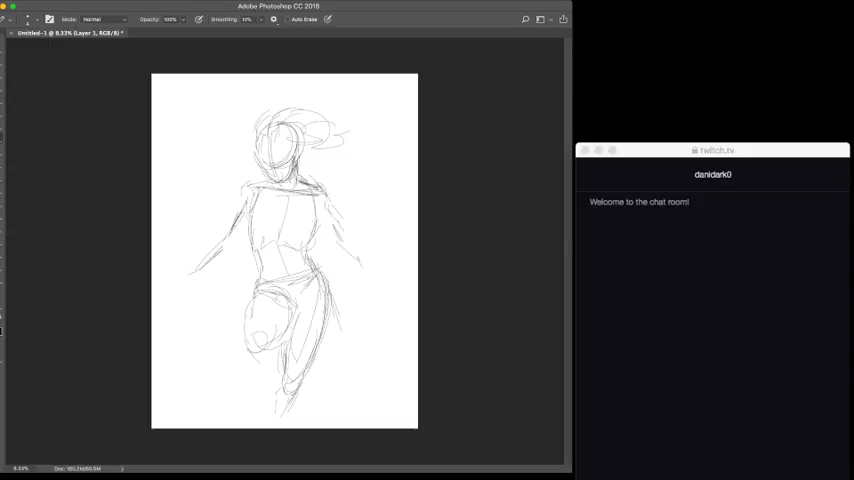 Adobe Photoshop CC 2018
Mode: Normal Opacity: 100% Smoothing: 10% Auto Erase
Untitled-1 @ 8.33% (Layer 1, RGB/8) *
twitch.tv
danidark0
Welcome to the chat room!
8.33% Doc: